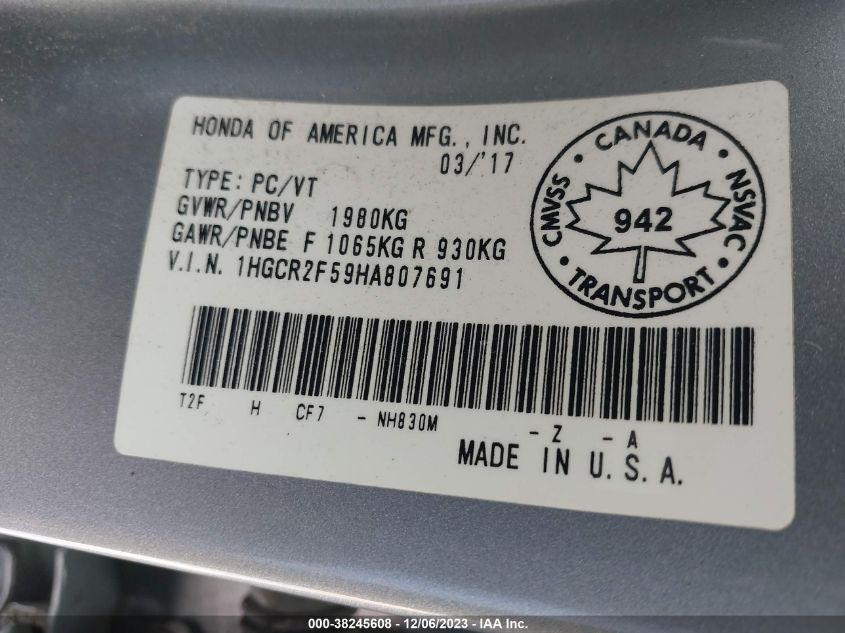 HONDA OF AMERICA MFG., INC.
03/'17
TYPE: PC/VT
GVWR/PNBV 1980KG
GAWR/PNBE F 1065KG R 930KG
V.I.N. 1HGCR2F59HA807691
CANADA
CMVSS
NSVAC
942
TRANSPORT
T2F H CF7 - NH830M - Z - A
MADE IN U.S.A.
000-38245608 - 12/06/2023 - IAA Inc.